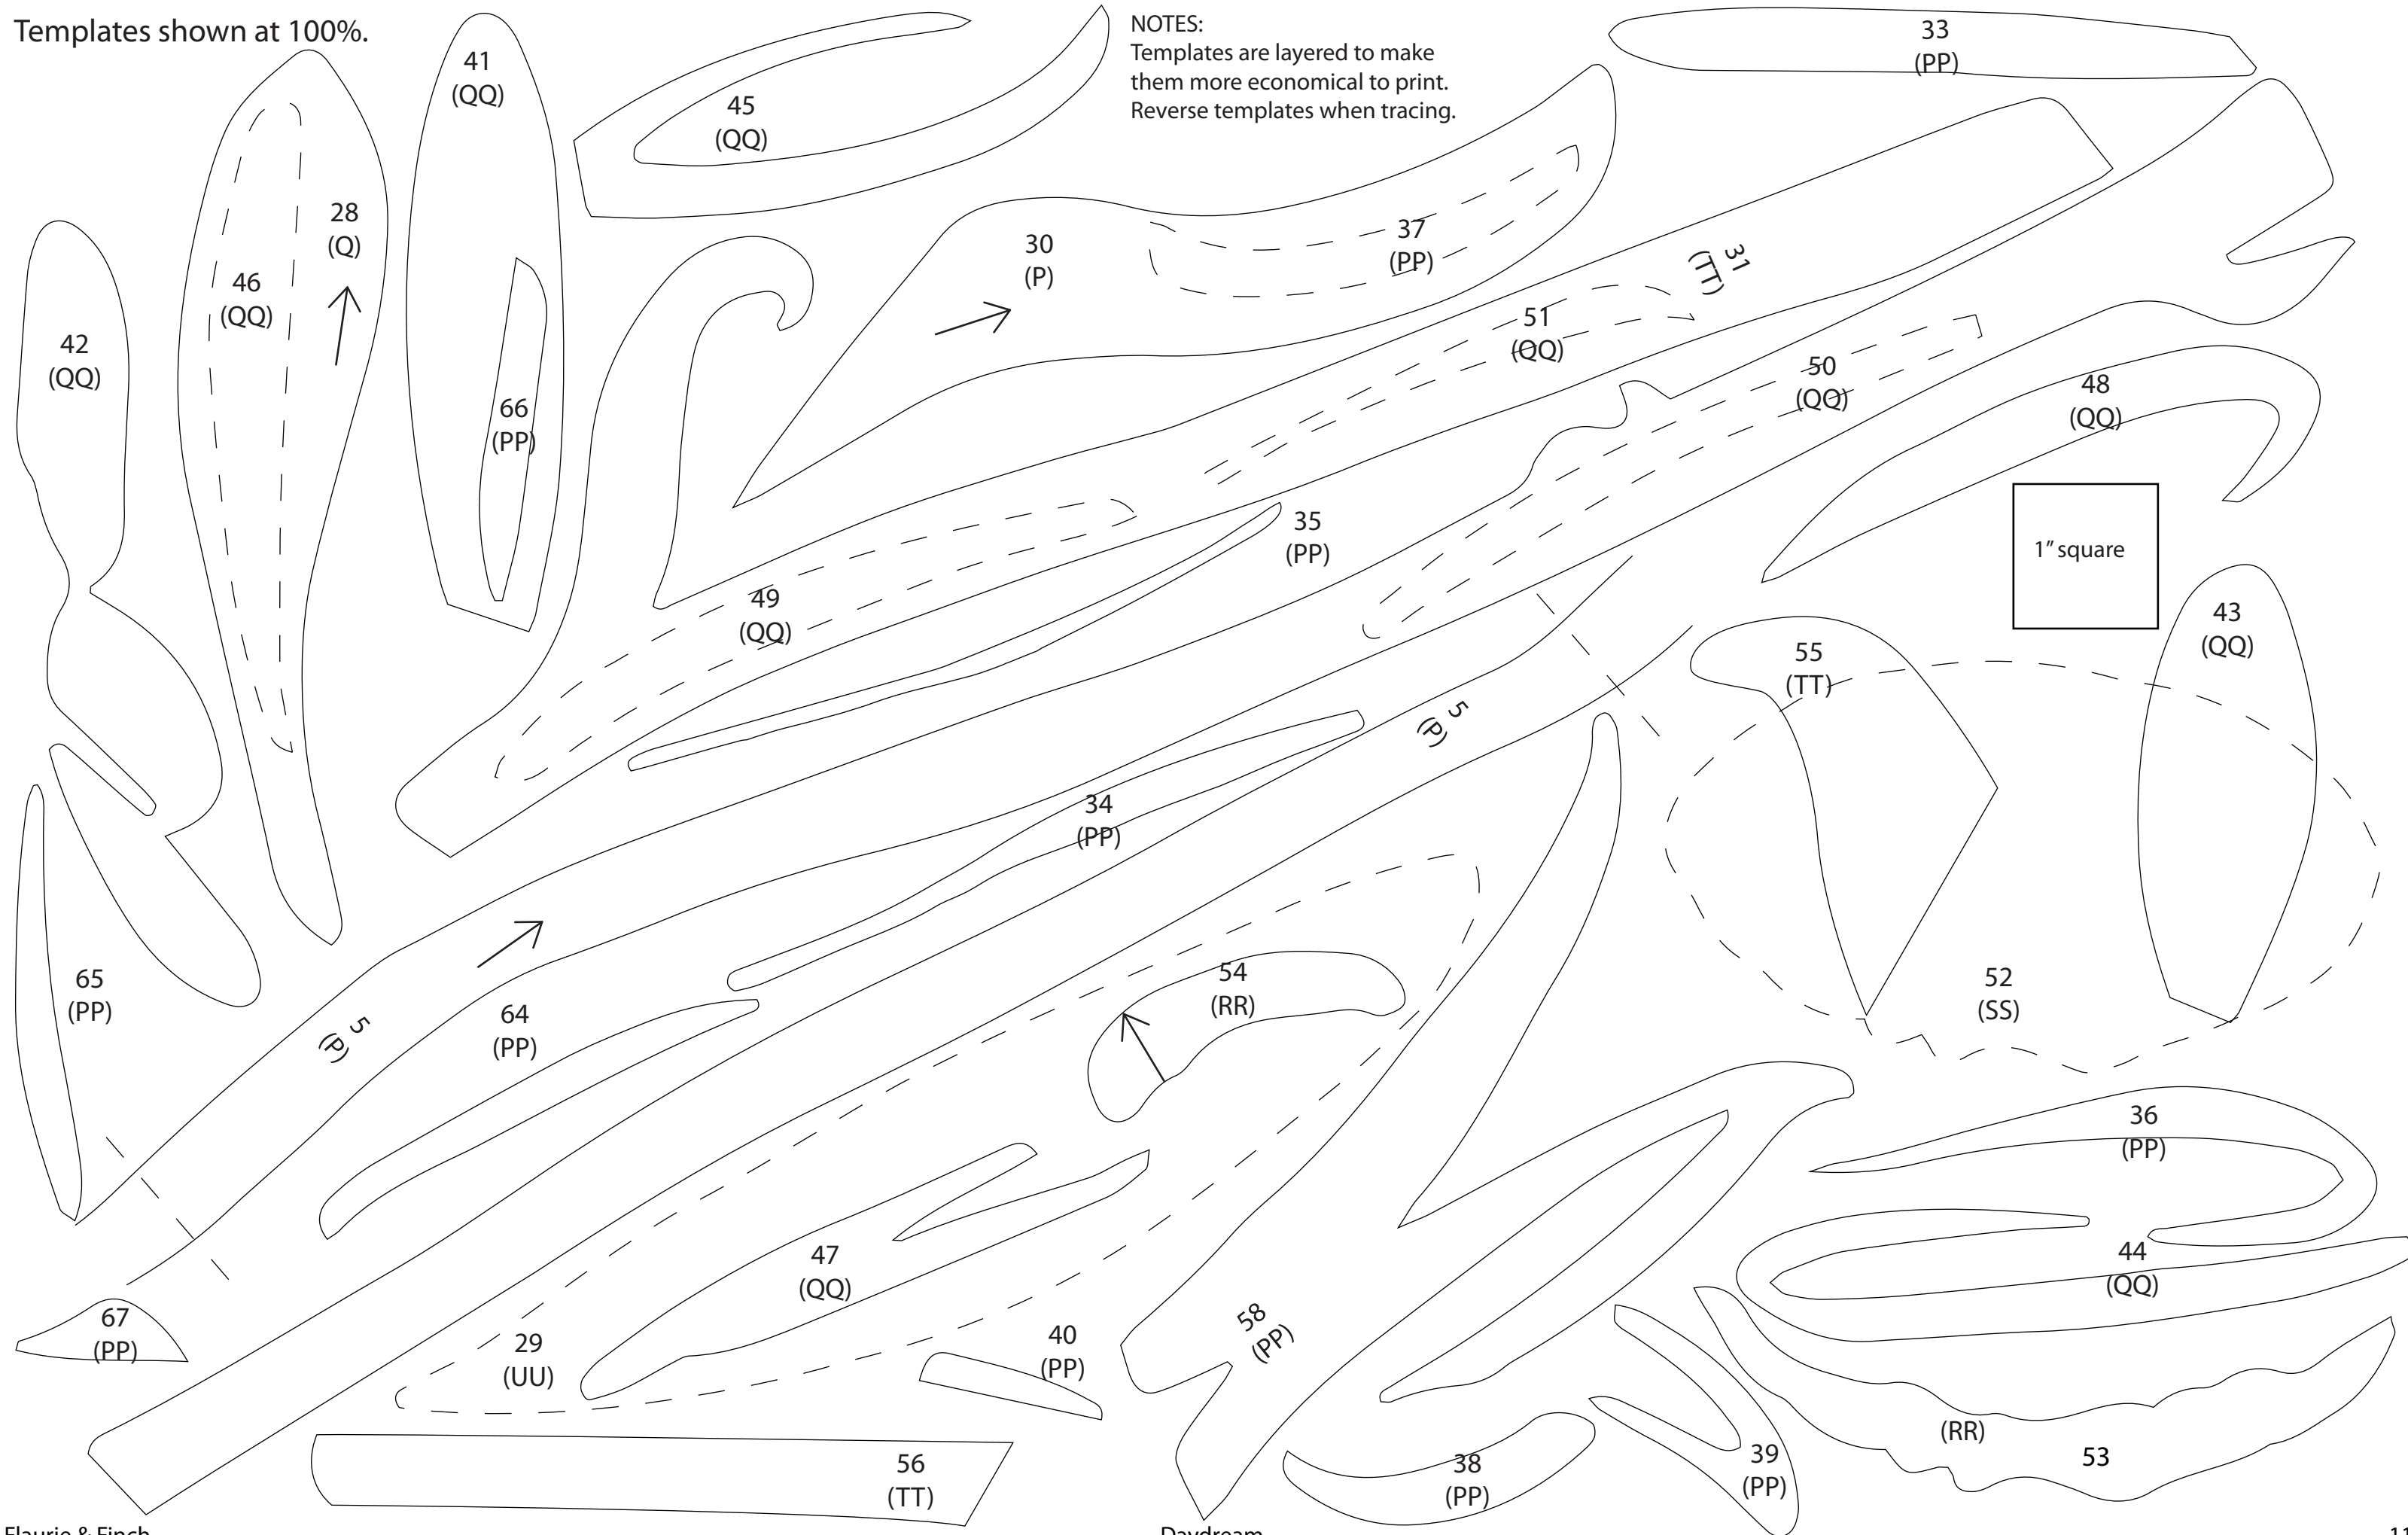 Templates shown at 100%.
NOTES:
Templates are layered to make
them more economical to print.
Reverse templates when tracing.
33
(PP)
41
(QQ)
45
(QQ)
28
(Q)
46
(QQ)
30
(P)
37
(PP)
31
(TT)
42
(QQ)
51
(QQ)
50
(QQ)
48
(QQ)
66
(PP)
35
(PP)
1” square
49
(QQ)
43
(QQ)
55
(TT)
5
(P)
34
(PP)
65
(PP)
54
(RR)
52
(SS)
64
(PP)
5
(P)
36
(PP)
47
(QQ)
44
(QQ)
67
(PP)
29
(UU)
40
(PP)
58
(PP)
(RR)
53
56
(TT)
38
(PP)
39
(PP)